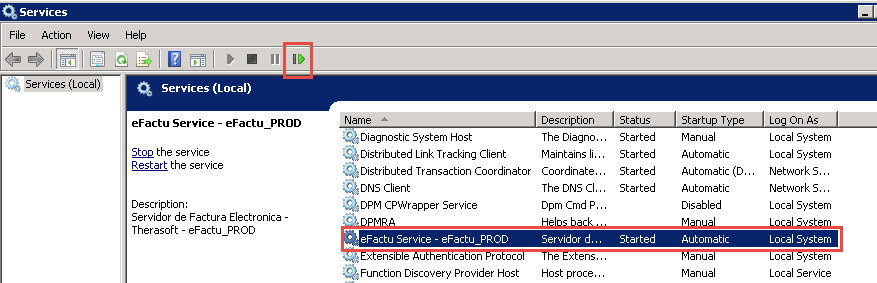 Services
File Action View Help
Services (Local)
Services (Local)
eFactu Service - eFactu_PROD
Stop the service
Restart the service
Description:
Servidor de Factura Electronica -
Therasoft - eFactu_PROD
Name Description Status Startup Type Log On As
Diagnostic System Host The Diagno... Started Manual Local System
Distributed Link Tracking Client Maintains li... Started Automatic Local System
Distributed Transaction Coordinator Coordinate... Started Automatic (D... Network S...
DNS Client The DNS Cl... Started Automatic Network S...
DPM CPWrapper Service Dpm Cmd P... Disabled Local System
DPMRA Helps back ... Manual Local System
eFactu Service - eFactu_PROD Servidor d... Started Automatic Local System
Extensible Authentication Protocol The Exten... Manual Local System
Function Discovery Provider Host Host proce... Manual Local Service